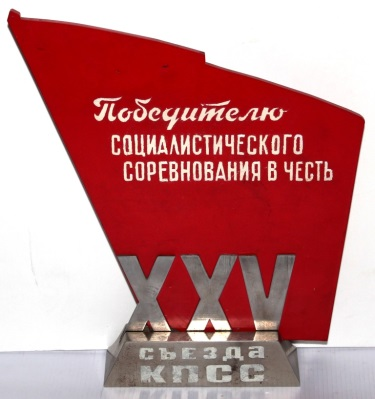 Победителю
СОЦИАЛИСТИЧЕСКОГО
СОРЕВНОВАНИЯ В ЧЕСТЬ
XXV
СЪЕЗДА
КПСС